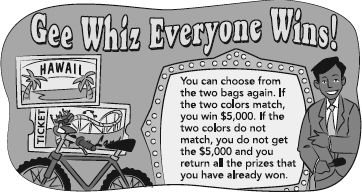 Gee Whiz Everyone Wins!
HAWAII
TICKET
You can choose from
the two bags again. If
the two colors match,
you win $5,000. If the
two colors do not
match, you do not get
the $5,000 and you
return all the prizes that
you have already won.